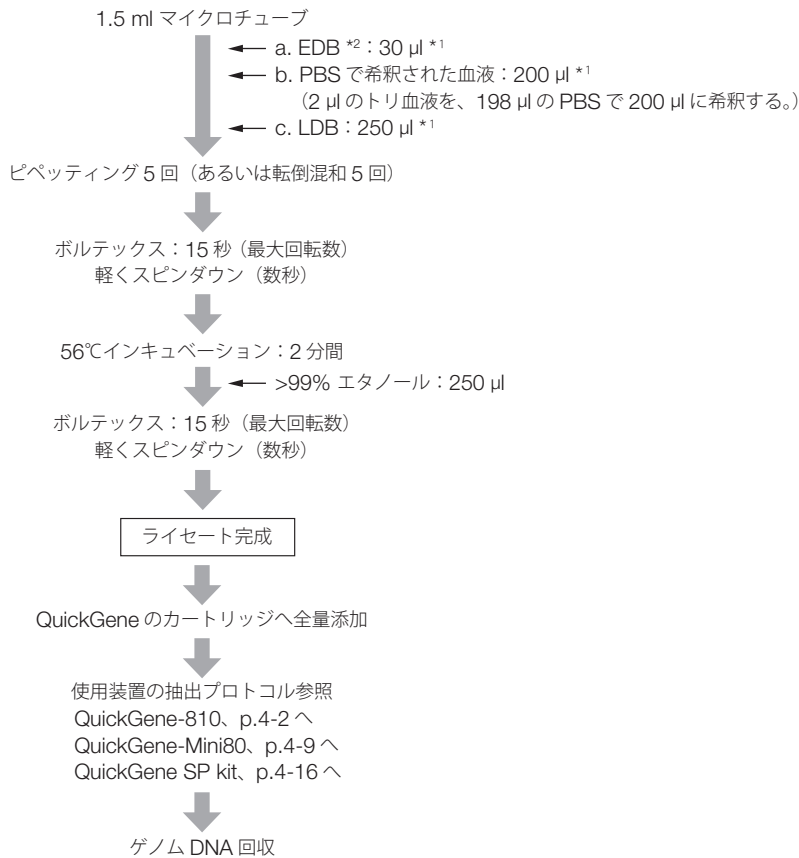 1.5 ml マイクロチューブ
a. EDB *2：30 μl *1
b. PBS で希釈された血液：200 μl *1
（2 μl のトリ血液を、198 μl の PBS で 200 μl に希釈する。）
c. LDB：250 μl *1
ピペッティング 5 回（あるいは転倒混和 5 回）
ボルテックス：15 秒（最大回転数）
軽くスピンダウン（数秒）
56℃インキュベーション：2 分間
>99% エタノール：250 μl
ボルテックス：15 秒（最大回転数）
軽くスピンダウン（数秒）
ライセート完成
QuickGene のカートリッジへ全量添加
使用装置の抽出プロトコル参照
QuickGene-810、p.4-2 へ
QuickGene-Mini80、p.4-9 へ
QuickGene SP kit、p.4-16 へ
ゲノム DNA 回収